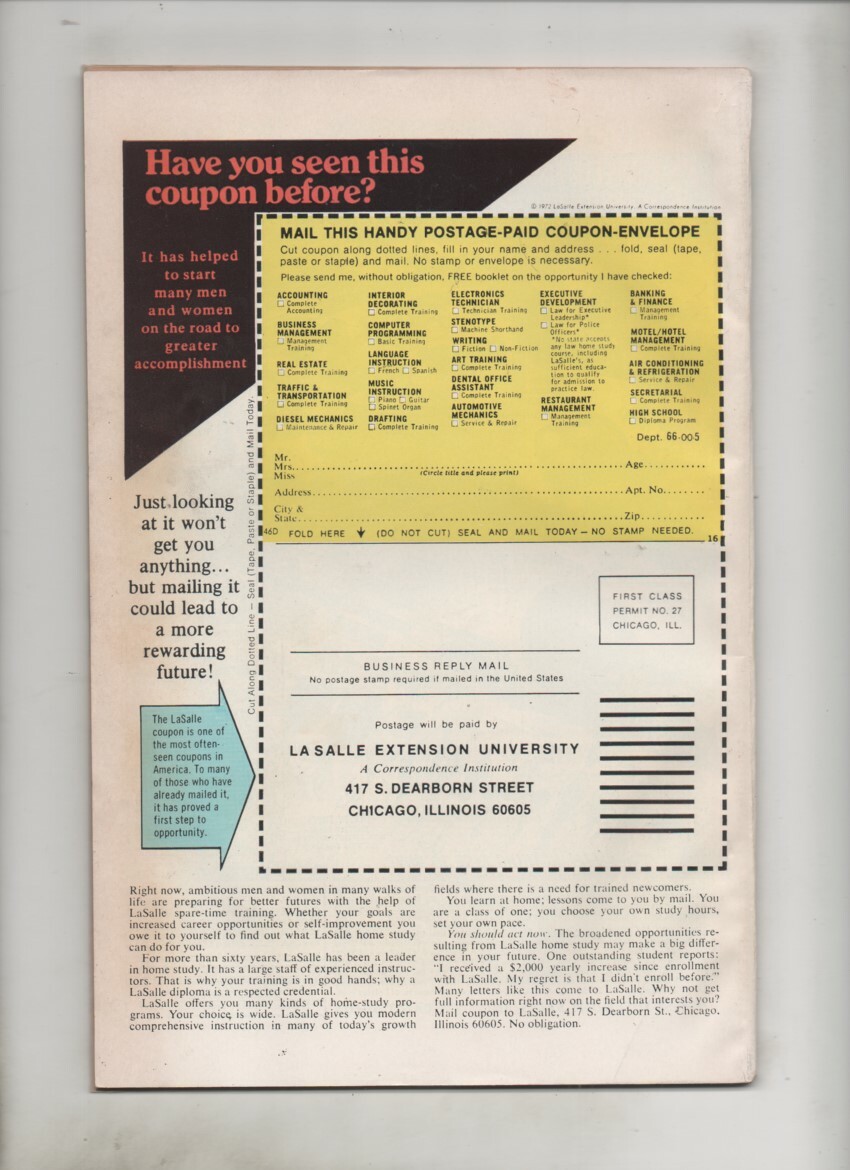 Have you seen this
coupon before?
© 1972 LaSalle Extension University, A Correspondence Institution
It has helped
to start
many men
and women
on the road to
greater
accomplishment
Just looking
at it won't
get you
anything...
but mailing it
could lead to
a more
rewarding
future!
The LaSalle
coupon is one of
the most often-
seen coupons in
America. To many
of those who have
already mailed it,
it has proved a
first step to
opportunity.
Cut Along Dotted Line — Seal (Tape, Paste or Staple) and Mail Today.
MAIL THIS HANDY POSTAGE-PAID COUPON-ENVELOPE
Cut coupon along dotted lines, fill in your name and address . . . fold, seal (tape,
paste or staple) and mail. No stamp or envelope is necessary.
Please send me, without obligation, FREE booklet on the opportunity I have checked:
ACCOUNTING
☐ Complete
Accounting
BUSINESS
MANAGEMENT
☐ Management
Training
REAL ESTATE
☐ Complete Training
TRAFFIC &
TRANSPORTATION
☐ Complete Training
DIESEL MECHANICS
☐ Maintenance & Repair
INTERIOR
DECORATING
☐ Complete Training
COMPUTER
PROGRAMMING
☐ Basic Training
LANGUAGE
INSTRUCTION
☐ French ☐ Spanish
MUSIC
INSTRUCTION
☐ Piano ☐ Guitar
☐ Spinet Organ
DRAFTING
☐ Complete Training
ELECTRONICS
TECHNICIAN
☐ Technician Training
STENOTYPE
☐ Machine Shorthand
WRITING
☐ Fiction ☐ Non-Fiction
ART TRAINING
☐ Complete Training
DENTAL OFFICE
ASSISTANT
☐ Complete Training
AUTOMOTIVE
MECHANICS
☐ Service & Repair
EXECUTIVE
DEVELOPMENT
☐ Law for Executive
Leadership*
☐ Law for Police
Officers*
*No state accepts
any law home study
course, including
LaSalle's, as
sufficient educa-
tion to qualify
for admission to
practice law.
RESTAURANT
MANAGEMENT
☐ Management
Training
BANKING
& FINANCE
☐ Management
Training
MOTEL/HOTEL
MANAGEMENT
☐ Complete Training
AIR CONDITIONING
& REFRIGERATION
☐ Service & Repair
SECRETARIAL
☐ Complete Training
HIGH SCHOOL
☐ Diploma Program
Dept. 66-005
Mr.
Mrs. Age
Miss (Circle title and please print)
Address Apt. No.
City &
State Zip
46D FOLD HERE ↓ (DO NOT CUT) SEAL AND MAIL TODAY — NO STAMP NEEDED. 16
FIRST CLASS
PERMIT NO. 27
CHICAGO, ILL.
BUSINESS REPLY MAIL
No postage stamp required if mailed in the United States
Postage will be paid by
LA SALLE EXTENSION UNIVERSITY
A Correspondence Institution
417 S. DEARBORN STREET
CHICAGO, ILLINOIS 60605
Right now, ambitious men and women in many walks of
life are preparing for better futures with the help of
LaSalle spare-time training. Whether your goals are
increased career opportunities or self-improvement you
owe it to yourself to find out what LaSalle home study
can do for you.
For more than sixty years, LaSalle has been a leader
in home study. It has a large staff of experienced instruc-
tors. That is why your training is in good hands; why a
LaSalle diploma is a respected credential.
LaSalle offers you many kinds of home-study pro-
grams. Your choice is wide. LaSalle gives you modern
comprehensive instruction in many of today's growth
fields where there is a need for trained newcomers.
You learn at home; lessons come to you by mail. You
are a class of one; you choose your own study hours,
set your own pace.
You should act now. The broadened opportunities re-
sulting from LaSalle home study may make a big differ-
ence in your future. One outstanding student reports:
"I received a $2,000 yearly increase since enrollment
with LaSalle. My regret is that I didn't enroll before."
Many letters like this come to LaSalle. Why not get
full information right now on the field that interests you?
Mail coupon to LaSalle, 417 S. Dearborn St., Chicago,
Illinois 60605. No obligation.